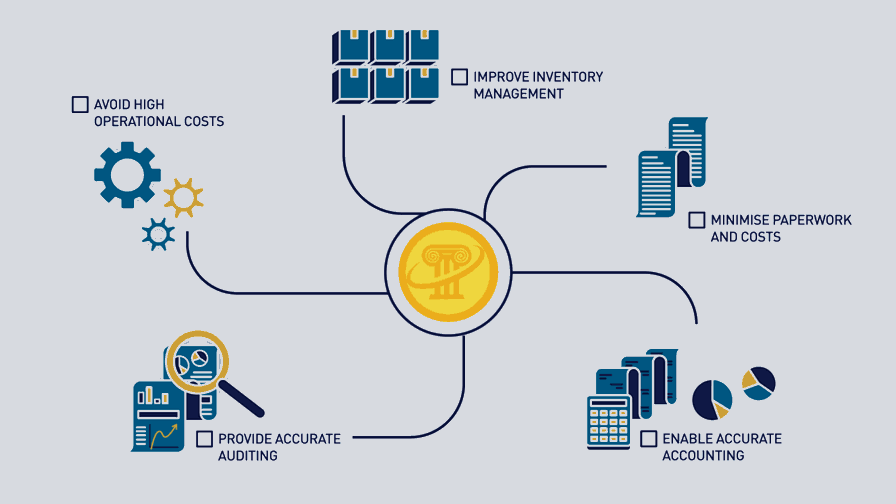 IMPROVE INVENTORY
MANAGEMENT
AVOID HIGH
OPERATIONAL COSTS
MINIMISE PAPERWORK
AND COSTS
PROVIDE ACCURATE
AUDITING
ENABLE ACCURATE
ACCOUNTING